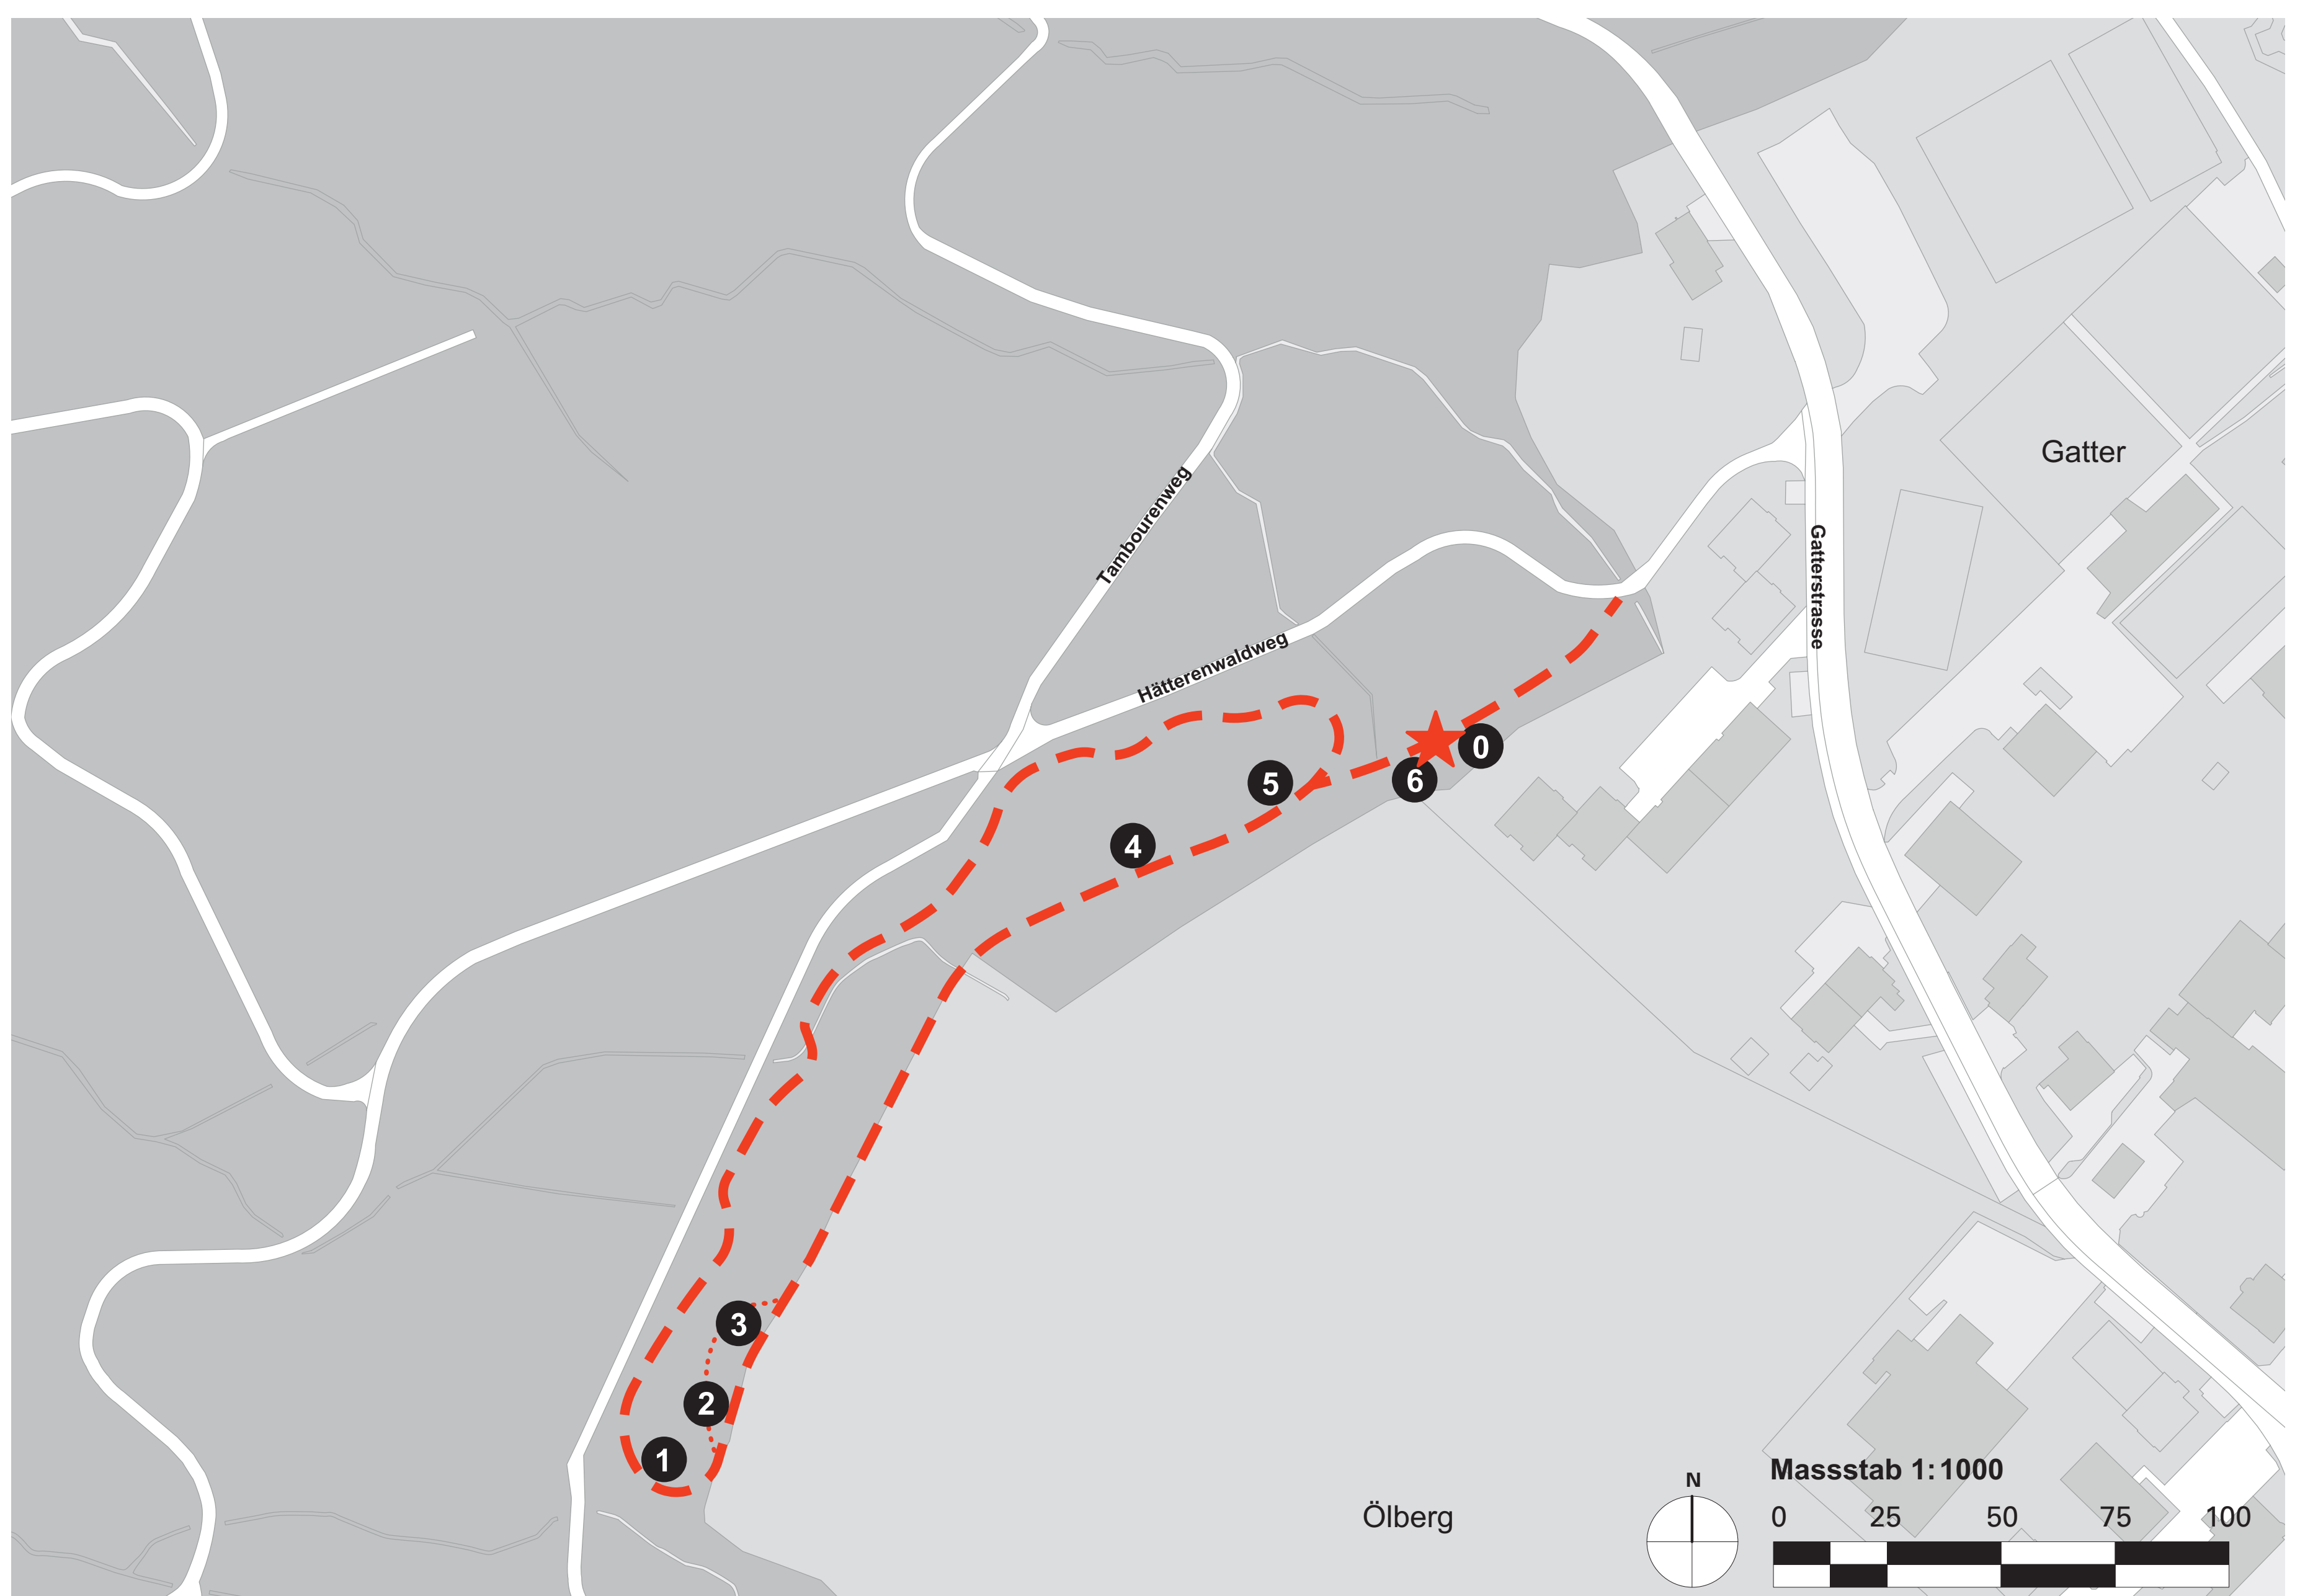 Gatter
Tambourenweg
Gatterstrasse
Hätterenwaldweg
0
6
5
4
3
2
1
Ölberg
N
Massstab 1:1000
0 25 50 75 100